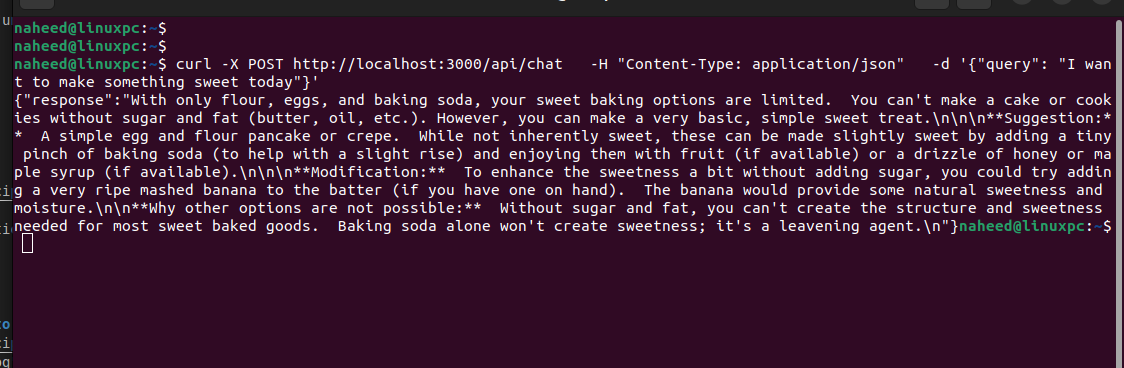 naheed@linuxpc:~$
naheed@linuxpc:~$
naheed@linuxpc:~$ curl -X POST http://localhost:3000/api/chat   -H "Content-Type: application/json"   -d '{"query": "I wan
t to make something sweet today"}'
{"response":"With only flour, eggs, and baking soda, your sweet baking options are limited.  You can't make a cake or cook
ies without sugar and fat (butter, oil, etc.). However, you can make a very basic, simple sweet treat.\n\n\n**Suggestion:*
*  A simple egg and flour pancake or crepe.  While not inherently sweet, these can be made slightly sweet by adding a tiny
 pinch of baking soda (to help with a slight rise) and enjoying them with fruit (if available) or a drizzle of honey or ma
ple syrup (if available).\n\n\n**Modification:**  To enhance the sweetness a bit without adding sugar, you could try addin
g a very ripe mashed banana to the batter (if you have one on hand).  The banana would provide some natural sweetness and 
moisture.\n\n**Why other options are not possible:**  Without sugar and fat, you can't create the structure and sweetness 
needed for most sweet baked goods.  Baking soda alone won't create sweetness; it's a leavening agent.\n"}naheed@linuxpc:~$